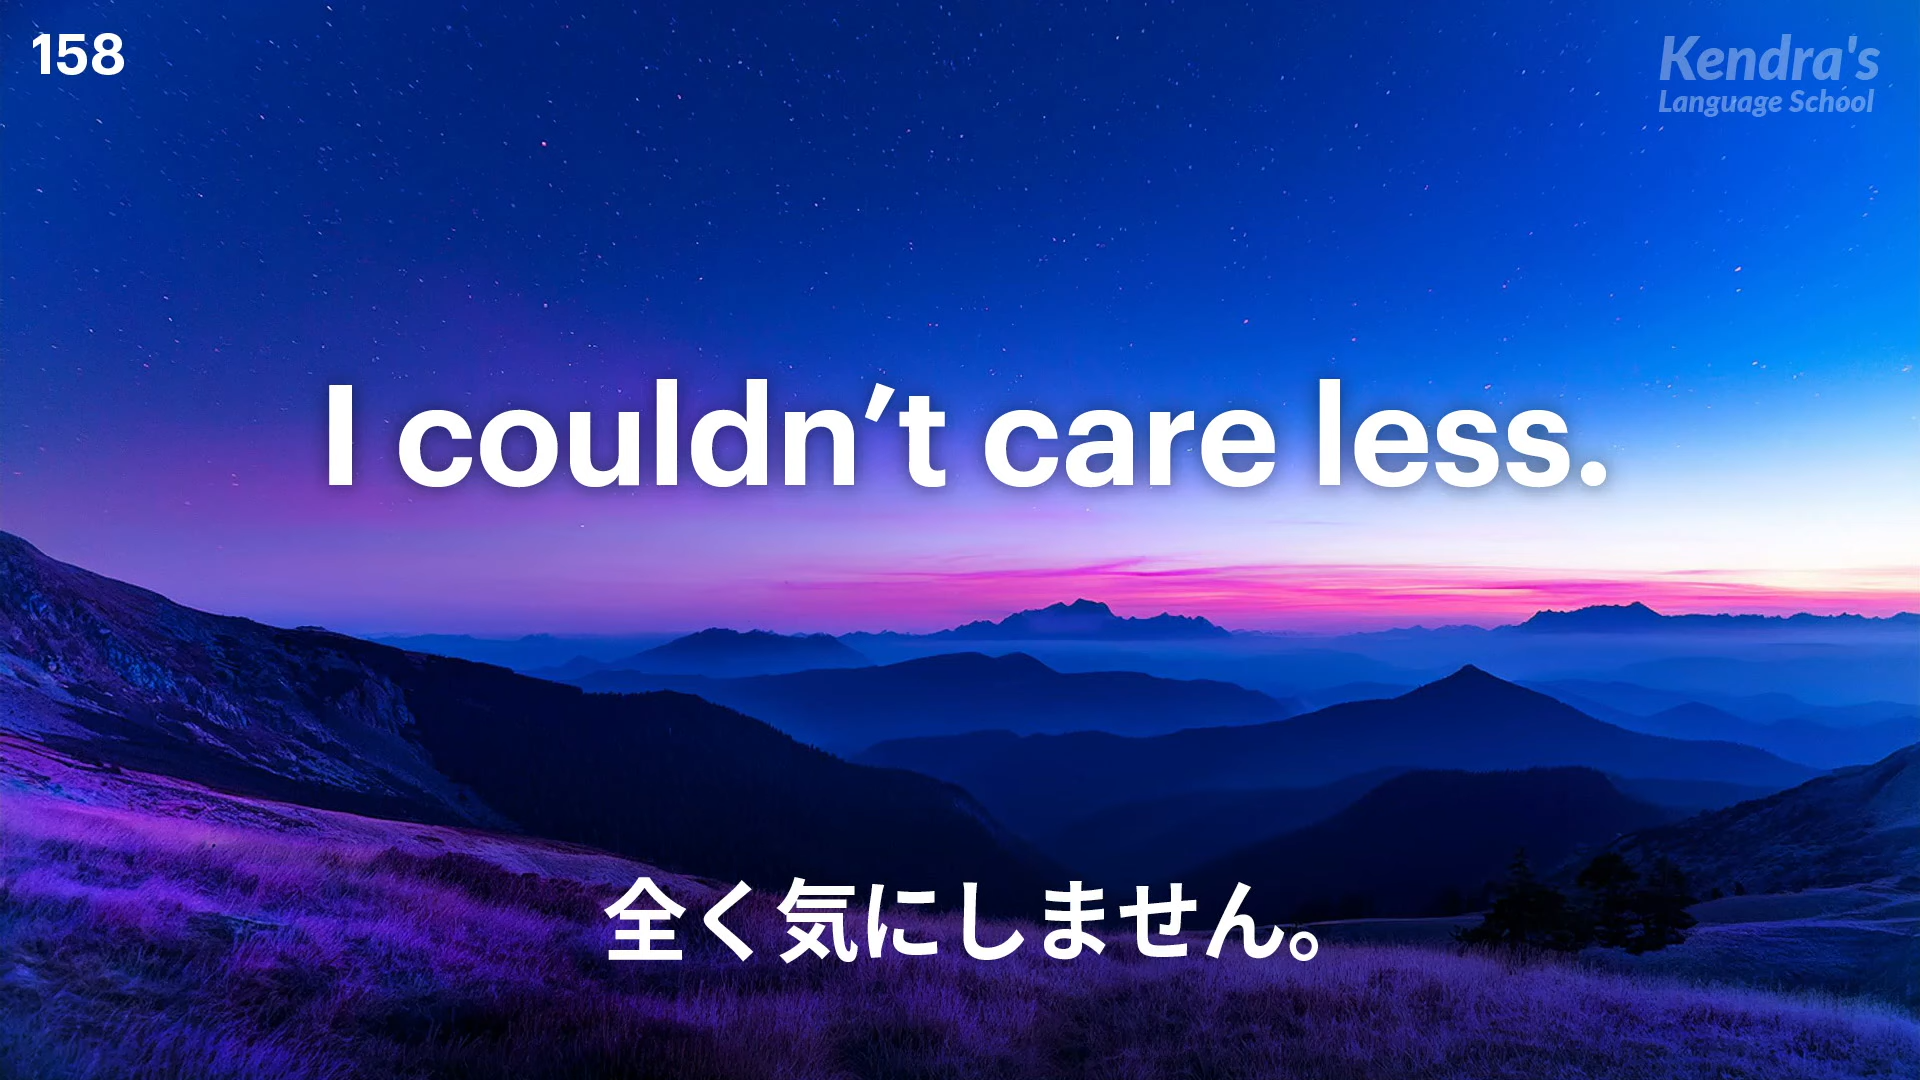 158
Kendra's
Language School
I couldn’t care less.
全く気にしません。